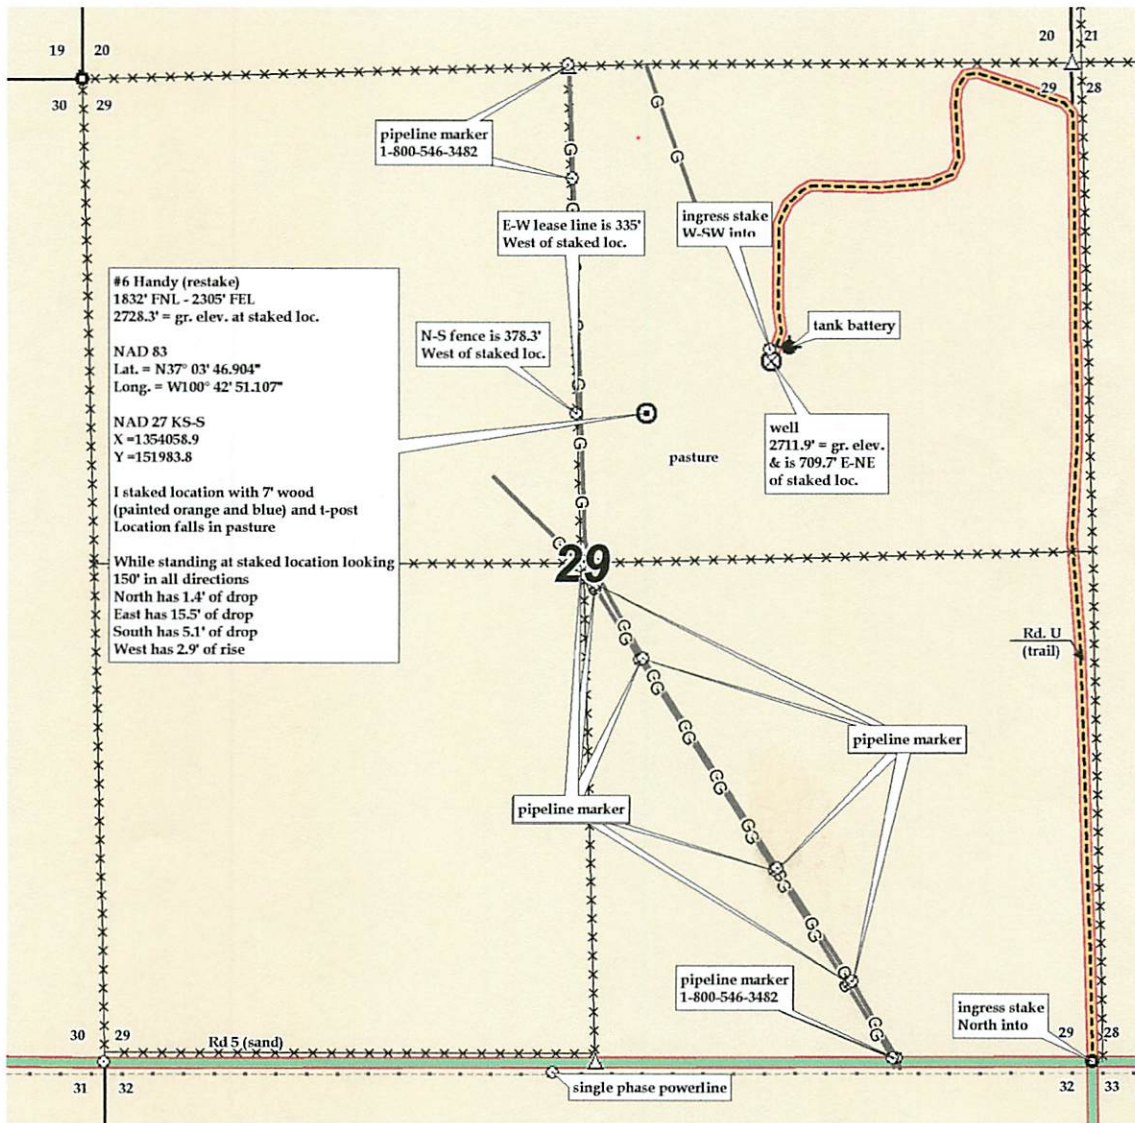 19 20
20 21
30 29
29 28
pipeline marker
1-800-546-3482
E-W lease line is 335'
West of staked loc.
ingress stake
W-SW into
#6 Handy (restake)
1832' FNL - 2305' FEL
2728.3' = gr. elev. at staked loc.
NAD 83
Lat. = N37° 03' 46.904"
Long. = W100° 42' 51.107"
NAD 27 KS-S
X =1354058.9
Y =151983.8
I staked location with 7' wood
(painted orange and blue) and t-post
Location falls in pasture
While standing at staked location looking
150' in all directions
North has 1.4' of drop
East has 15.5' of drop
South has 5.1' of drop
West has 2.9' of rise
N-S fence is 378.3'
West of staked loc.
tank battery
well
2711.9' = gr. elev.
& is 709.7' E-NE
of staked loc.
pasture
29
Rd. U
(trail)
pipeline marker
pipeline marker
pipeline marker
1-800-546-3482
ingress stake
North into
30 29
29 28
Rd 5 (sand)
31 32
single phase powerline
32 33